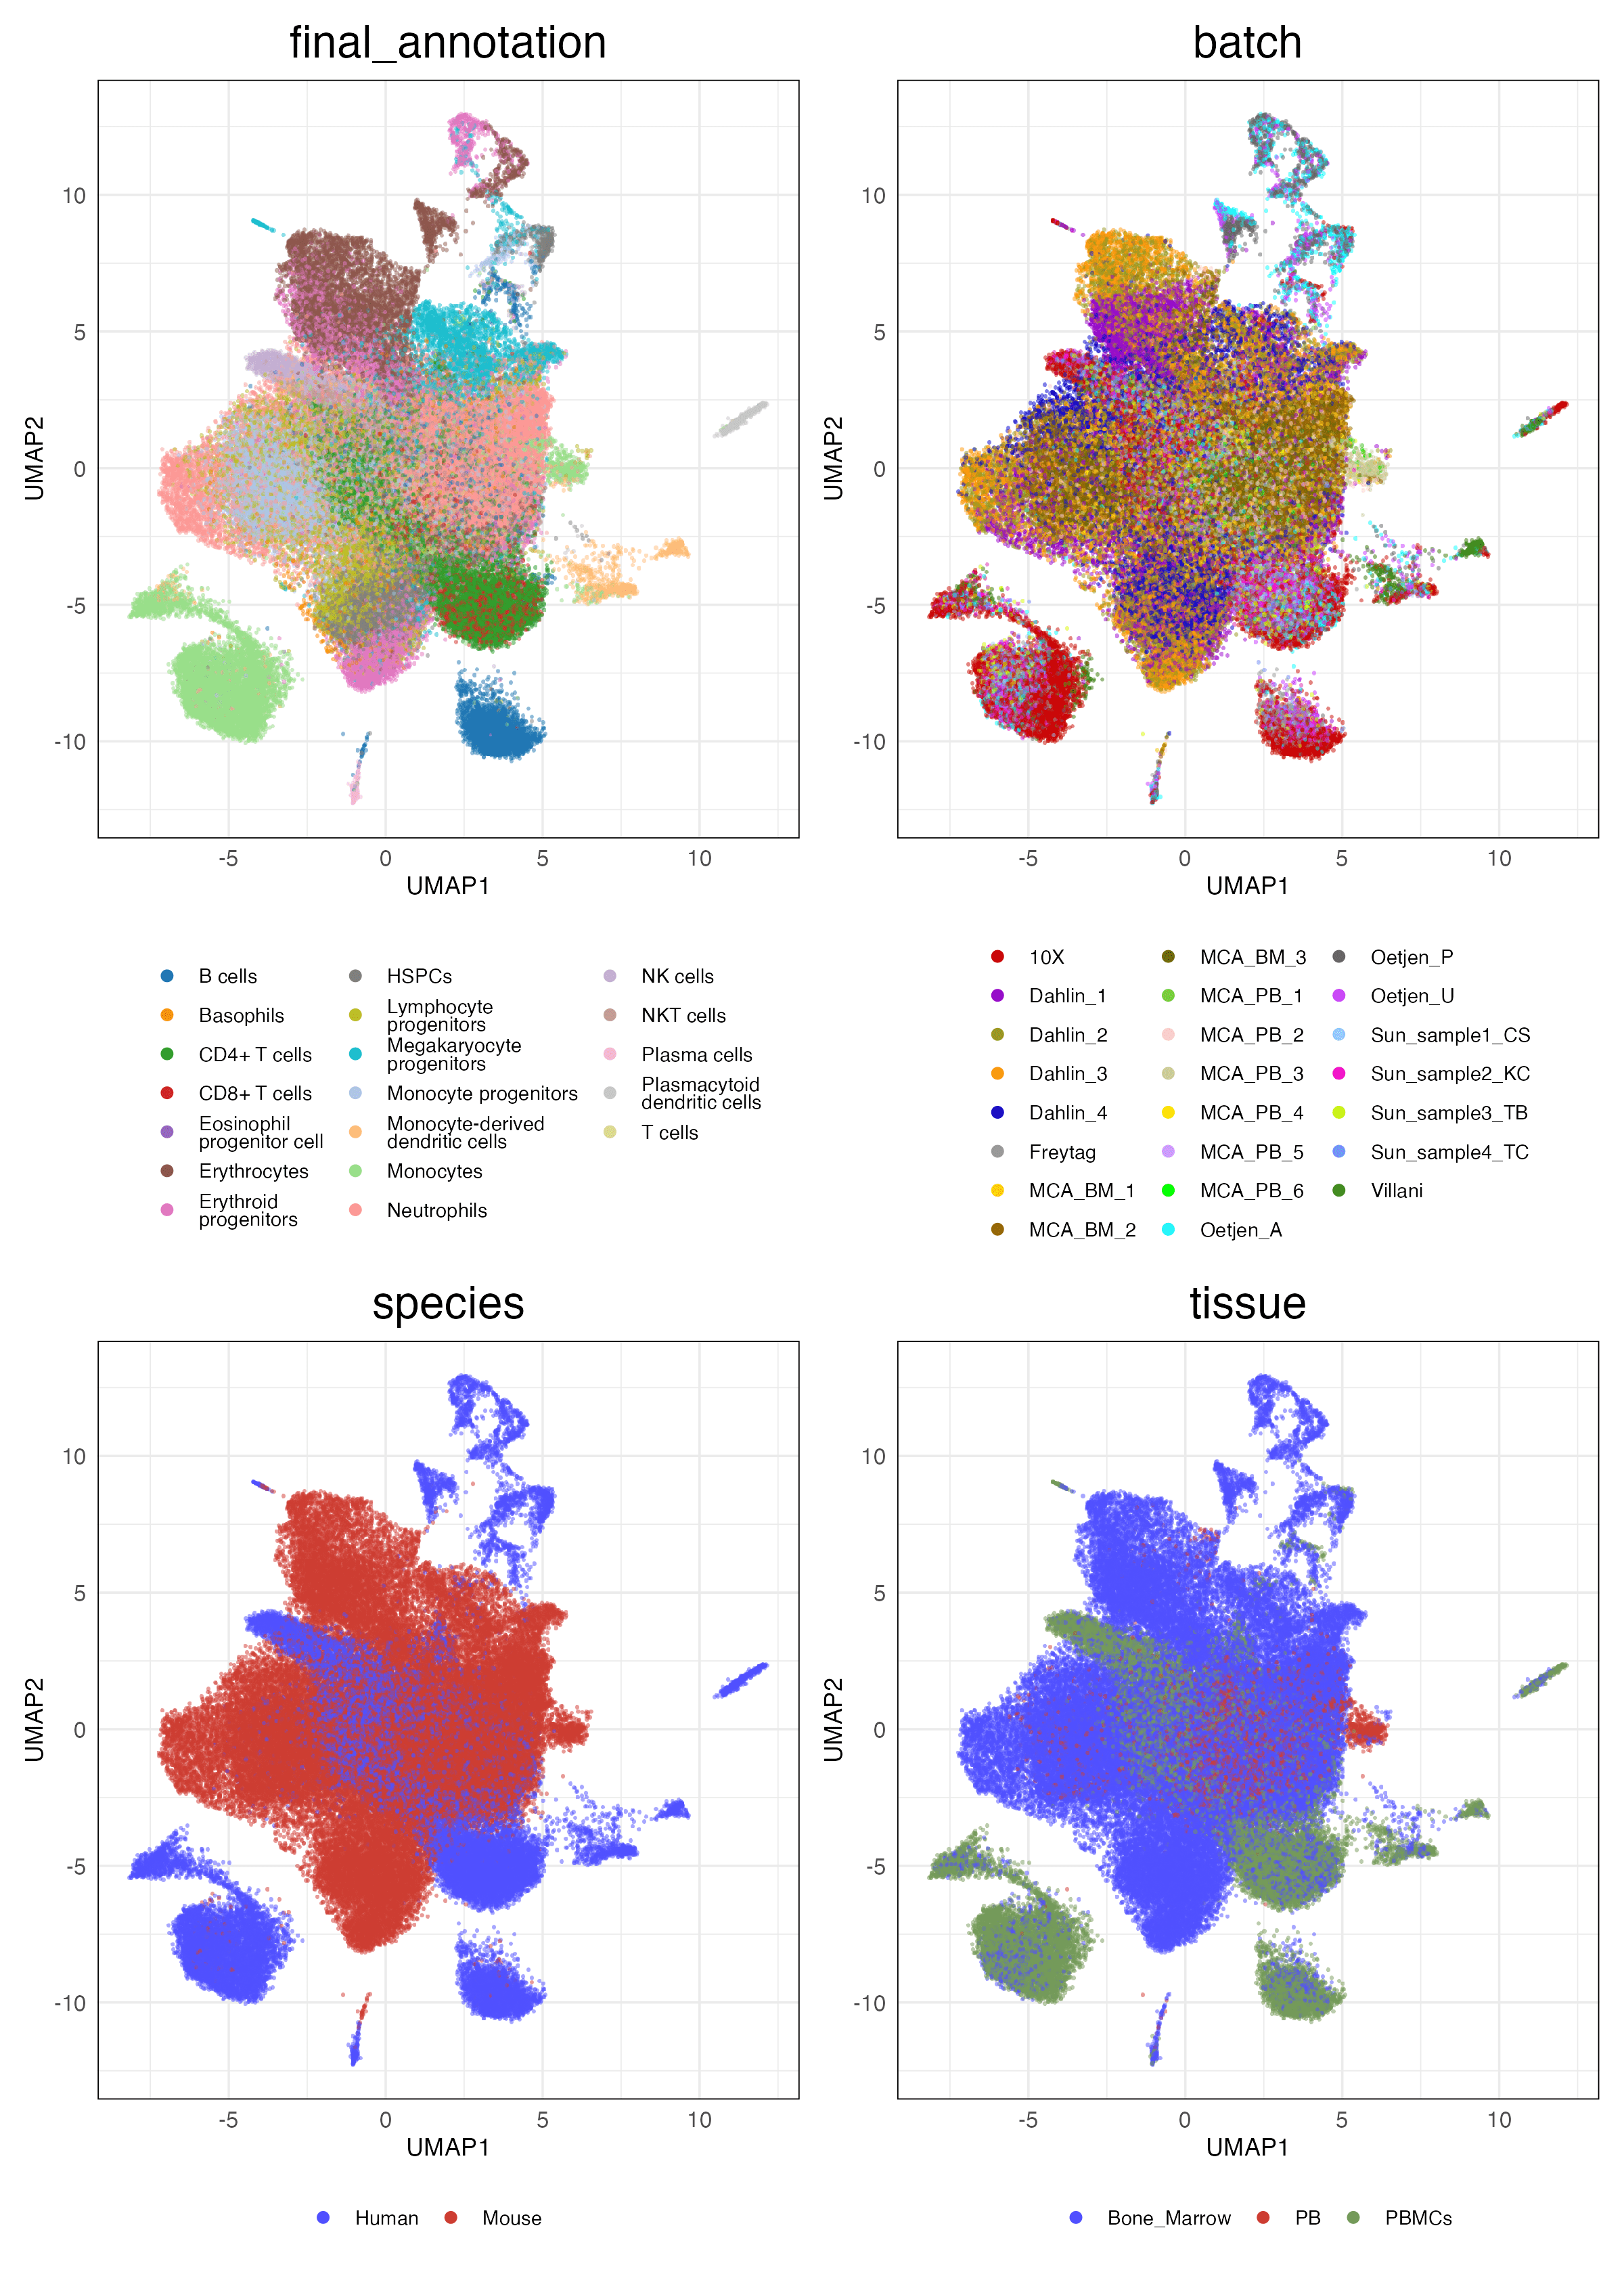 final_annotation
batch
UMAP2
10
5
0
-5
-10
-5
0
5
10
UMAP1
UMAP2
10
5
0
-5
-10
-5
0
5
10
UMAP1
B cells
Basophils
CD4+ T cells
CD8+ T cells
Eosinophil
progenitor cell
Erythrocytes
Erythroid
progenitors
HSPCs
Lymphocyte
progenitors
Megakaryocyte
progenitors
Monocyte progenitors
Monocyte-derived
dendritic cells
Monocytes
Neutrophils
NK cells
NKT cells
Plasma cells
Plasmacytoid
dendritic cells
T cells
10X
Dahlin_1
Dahlin_2
Dahlin_3
Dahlin_4
Freytag
MCA_BM_1
MCA_BM_2
MCA_BM_3
MCA_PB_1
MCA_PB_2
MCA_PB_3
MCA_PB_4
MCA_PB_5
MCA_PB_6
Oetjen_A
Oetjen_P
Oetjen_U
Sun_sample1_CS
Sun_sample2_KC
Sun_sample3_TB
Sun_sample4_TC
Villani
species
tissue
UMAP2
10
5
0
-5
-10
-5
0
5
10
UMAP1
UMAP2
10
5
0
-5
-10
-5
0
5
10
UMAP1
Human
Mouse
Bone_Marrow
PB
PBMCs